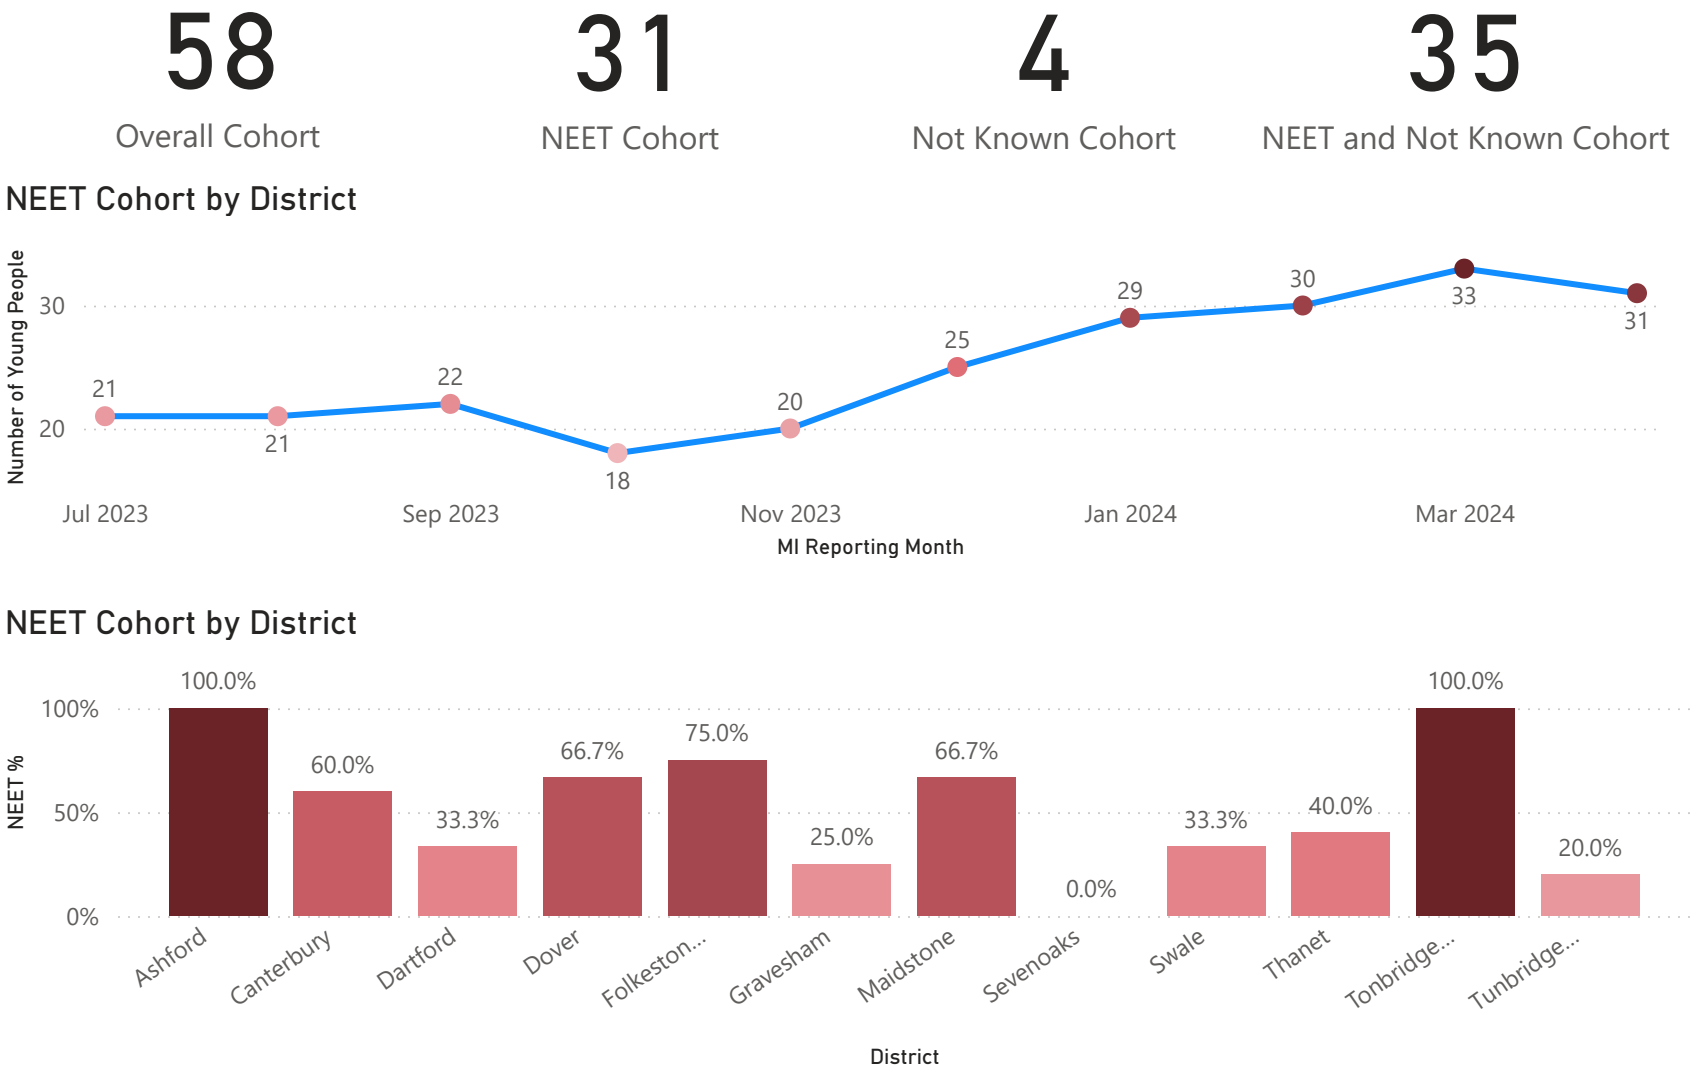 58 31 4 35
Overall Cohort NEET Cohort Not Known Cohort NEET and Not Known Cohort
NEET Cohort by District
Number of Young People
30
20
21
21
22
18
20
25
29
30
33
31
Jul 2023 Sep 2023 Nov 2023 Jan 2024 Mar 2024
MI Reporting Month
NEET Cohort by District
NEET %
100%
50%
0%
100.0%
60.0%
33.3%
66.7%
75.0%
25.0%
66.7%
0.0%
33.3%
40.0%
100.0%
20.0%
Ashford
Canterbury
Dartford
Dover
Folkeston...
Gravesham
Maidstone
Sevenoaks
Swale
Thanet
Tonbridge...
Tunbridge...
District